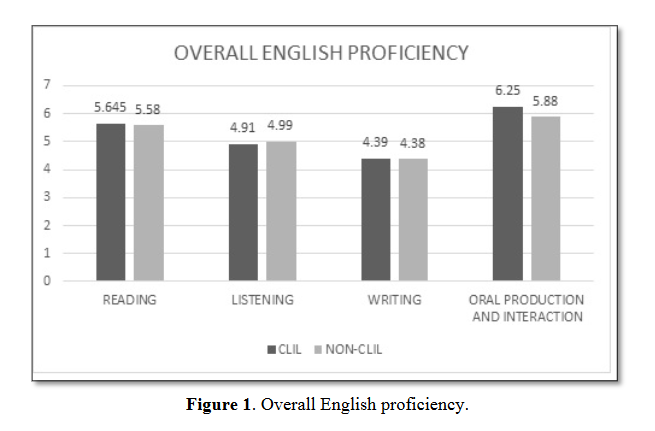 OVERALL ENGLISH PROFICIENCY
7
6
5
4
3
2
1
0
5.645 5.58
4.91 4.99
4.39 4.38
6.25
5.88
READING
LISTENING
WRITING
ORAL PRODUCTION
AND INTERACTION
CLIL NON-CLIL
Figure 1. Overall English proficiency.